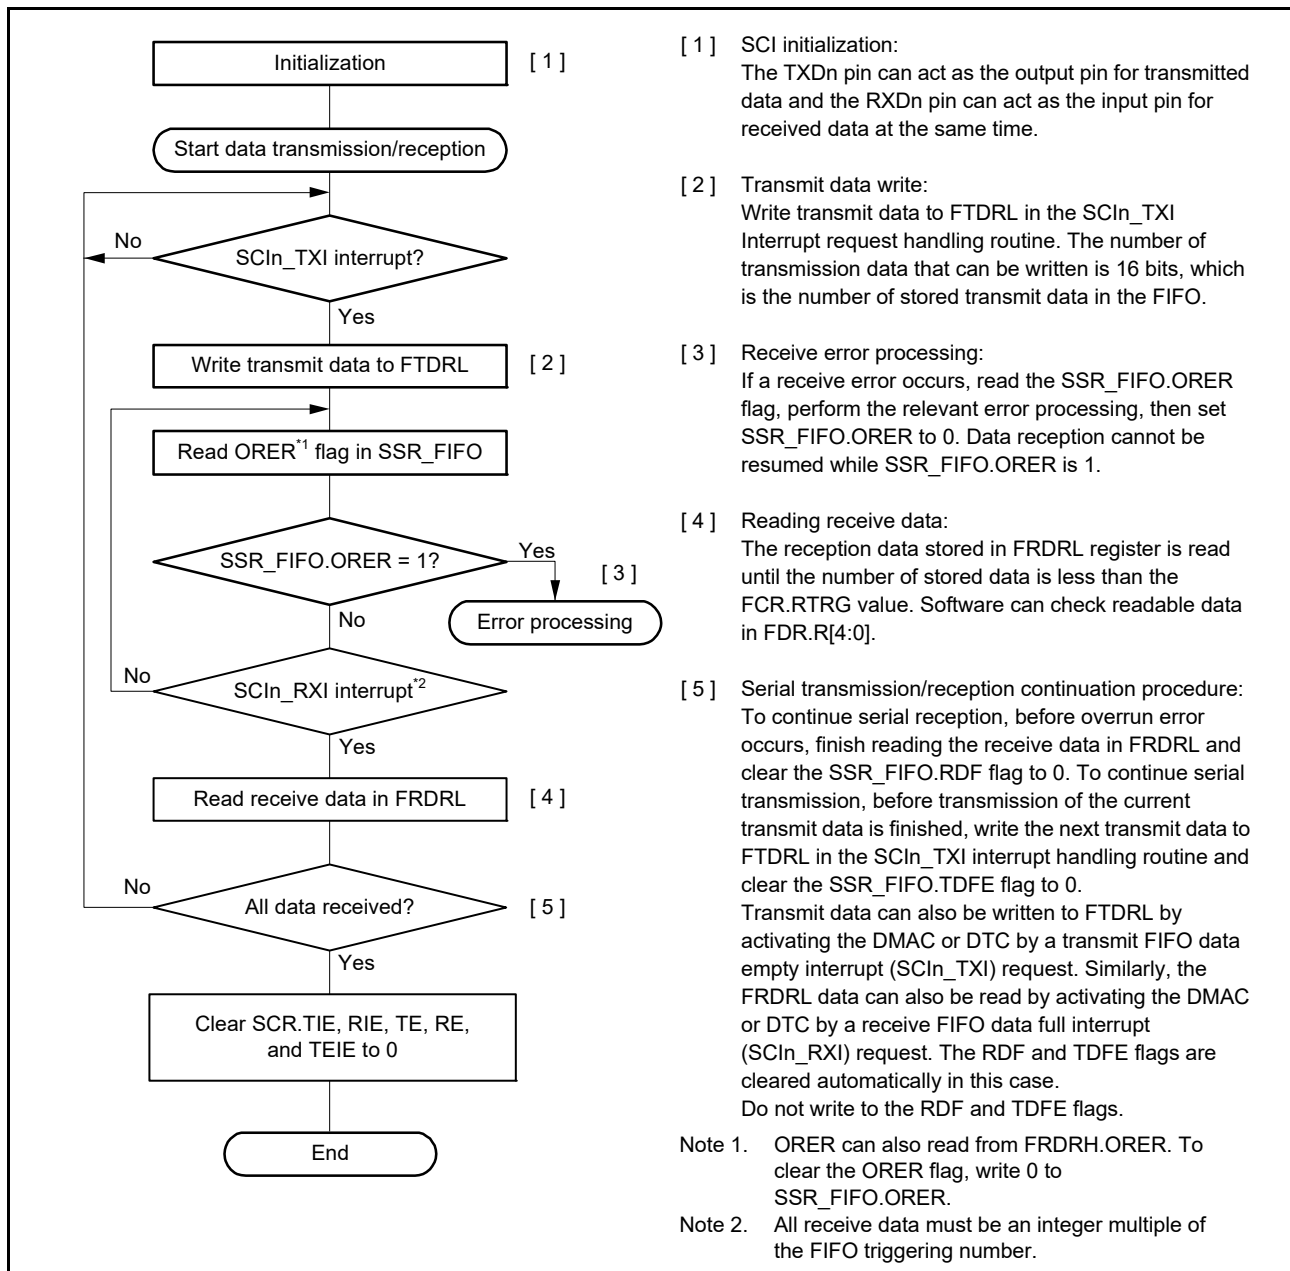 Initialization
[ 1 ]
Start data transmission/reception
No
SCIn_TXI interrupt?
Yes
Write transmit data to FTDRL
[ 2 ]
Read ORER*1 flag in SSR_FIFO
SSR_FIFO.ORER = 1?
Yes
[ 3 ]
Error processing
No
No
SCIn_RXI interrupt*2
Yes
Read receive data in FRDRL
[ 4 ]
No
All data received?
[ 5 ]
Yes
Clear SCR.TIE, RIE, TE, RE,
and TEIE to 0
End
[ 1 ] SCI initialization:
The TXDn pin can act as the output pin for transmitted
data and the RXDn pin can act as the input pin for
received data at the same time.
[ 2 ] Transmit data write:
Write transmit data to FTDRL in the SCIn_TXI
Interrupt request handling routine. The number of
transmission data that can be written is 16 bits, which
is the number of stored transmit data in the FIFO.
[ 3 ] Receive error processing:
If a receive error occurs, read the SSR_FIFO.ORER
flag, perform the relevant error processing, then set
SSR_FIFO.ORER to 0. Data reception cannot be
resumed while SSR_FIFO.ORER is 1.
[ 4 ] Reading receive data:
The reception data stored in FRDRL register is read
until the number of stored data is less than the
FCR.RTRG value. Software can check readable data
in FDR.R[4:0].
[ 5 ] Serial transmission/reception continuation procedure:
To continue serial reception, before overrun error
occurs, finish reading the receive data in FRDRL and
clear the SSR_FIFO.RDF flag to 0. To continue serial
transmission, before transmission of the current
transmit data is finished, write the next transmit data to
FTDRL in the SCIn_TXI interrupt handling routine and
clear the SSR_FIFO.TDFE flag to 0.
Transmit data can also be written to FTDRL by
activating the DMAC or DTC by a transmit FIFO data
empty interrupt (SCIn_TXI) request. Similarly, the
FRDRL data can also be read by activating the DMAC
or DTC by a receive FIFO data full interrupt
(SCIn_RXI) request. The RDF and TDFE flags are
cleared automatically in this case.
Do not write to the RDF and TDFE flags.
Note 1. ORER can also read from FRDRH.ORER. To
clear the ORER flag, write 0 to
SSR_FIFO.ORER.
Note 2. All receive data must be an integer multiple of
the FIFO triggering number.